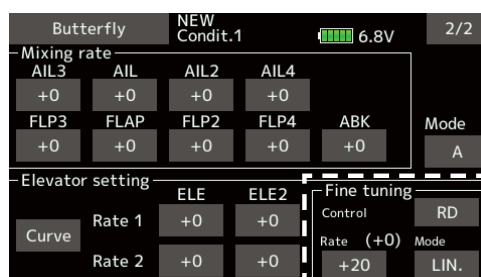 Butterfly
NEW
Condit.1
6.8V
2/2
Mixing rate
AIL3 AIL AIL2 AIL4
+0 +0 +0 +0
FLP3 FLAP FLP2 FLP4 ABK
+0 +0 +0 +0 +0
Mode
A
Elevator setting
ELE ELE2
Curve
Rate 1 +0 +0
Rate 2 +0 +0
Fine tuning
Control RD
Rate (+0) Mode
+20 LIN.